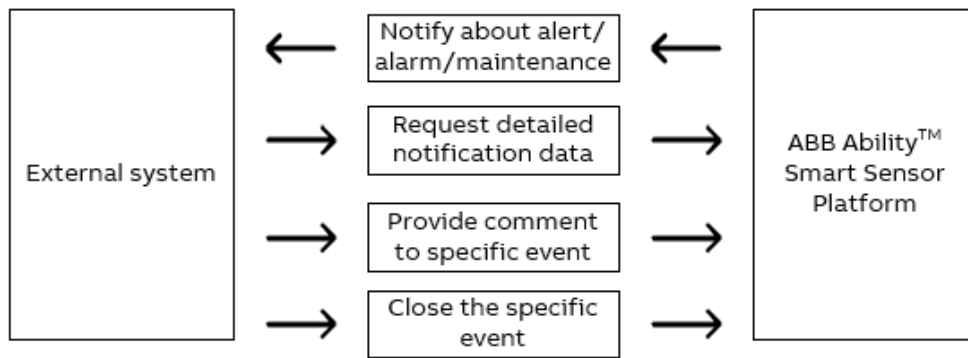 Notify about alert/
alarm/maintenance
Request detailed
notification data
External system
ABB Ability™
Smart Sensor
Platform
Provide comment
to specific event
Close the specific
event